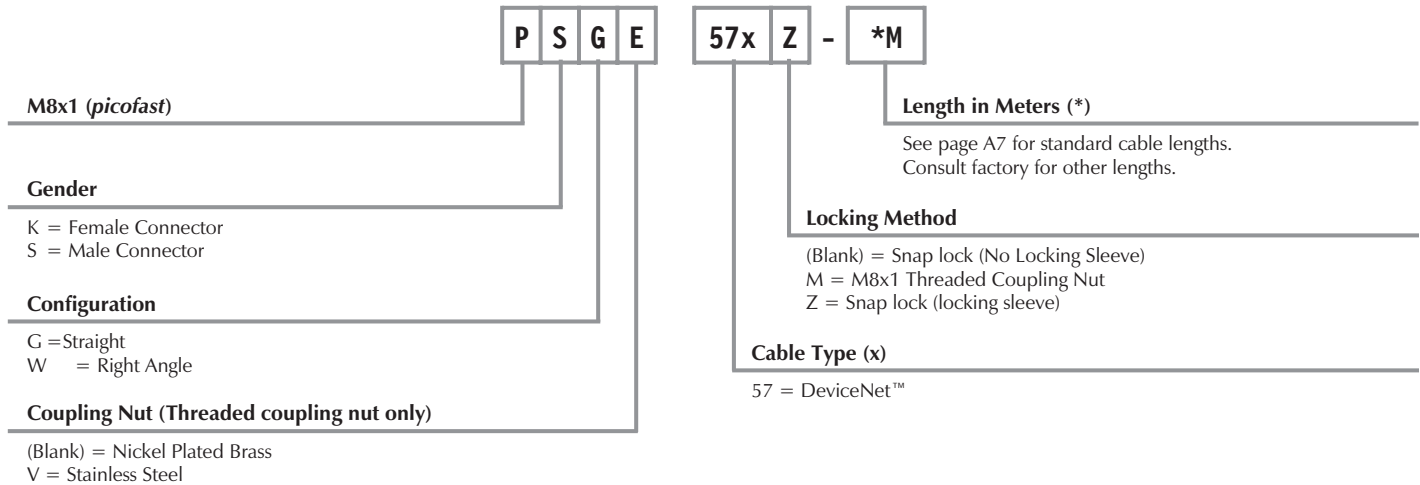 P S G E 57x Z - *M
M8x1 (picofast)
Gender
K = Female Connector
S = Male Connector
Configuration
G =Straight
W = Right Angle
Coupling Nut (Threaded coupling nut only)
(Blank) = Nickel Plated Brass
V = Stainless Steel
Length in Meters (*)
See page A7 for standard cable lengths.
Consult factory for other lengths.
Locking Method
(Blank) = Snap lock (No Locking Sleeve)
M = M8x1 Threaded Coupling Nut
Z = Snap lock (locking sleeve)
Cable Type (x)
57 = DeviceNet™